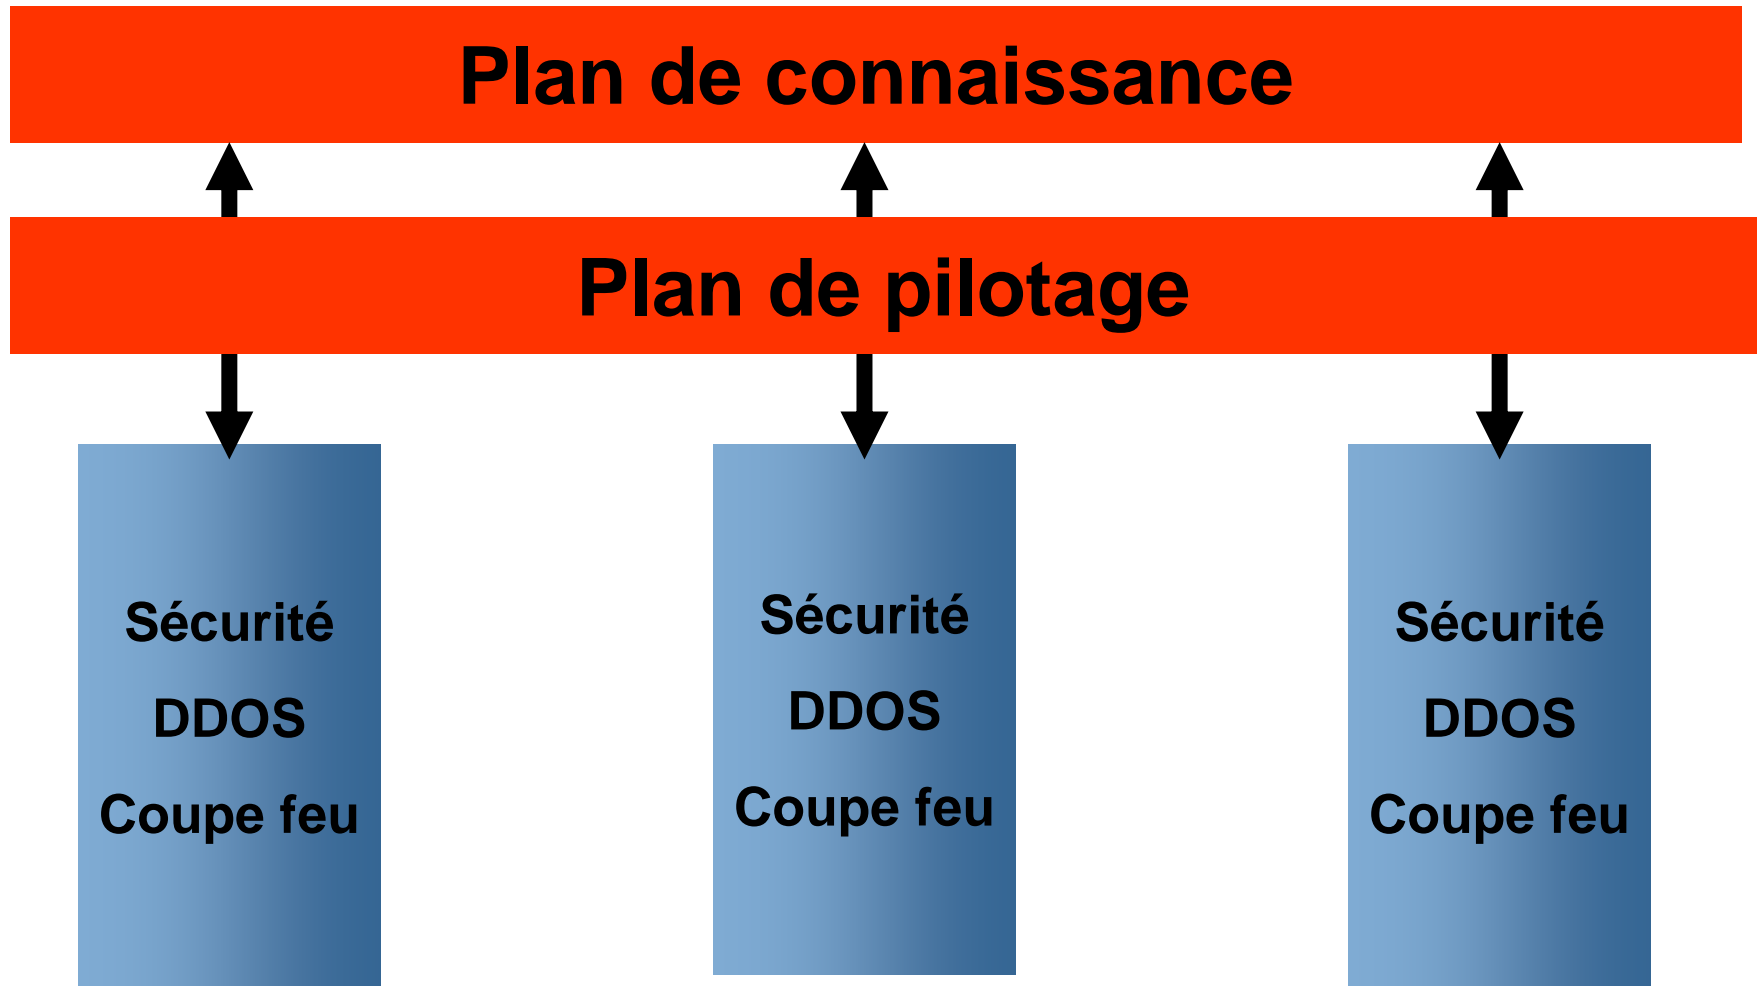 Plan de connaissance
Plan de pilotage
Sécurité
DDOS
Coupe feu
Sécurité
DDOS
Coupe feu
Sécurité
DDOS
Coupe feu